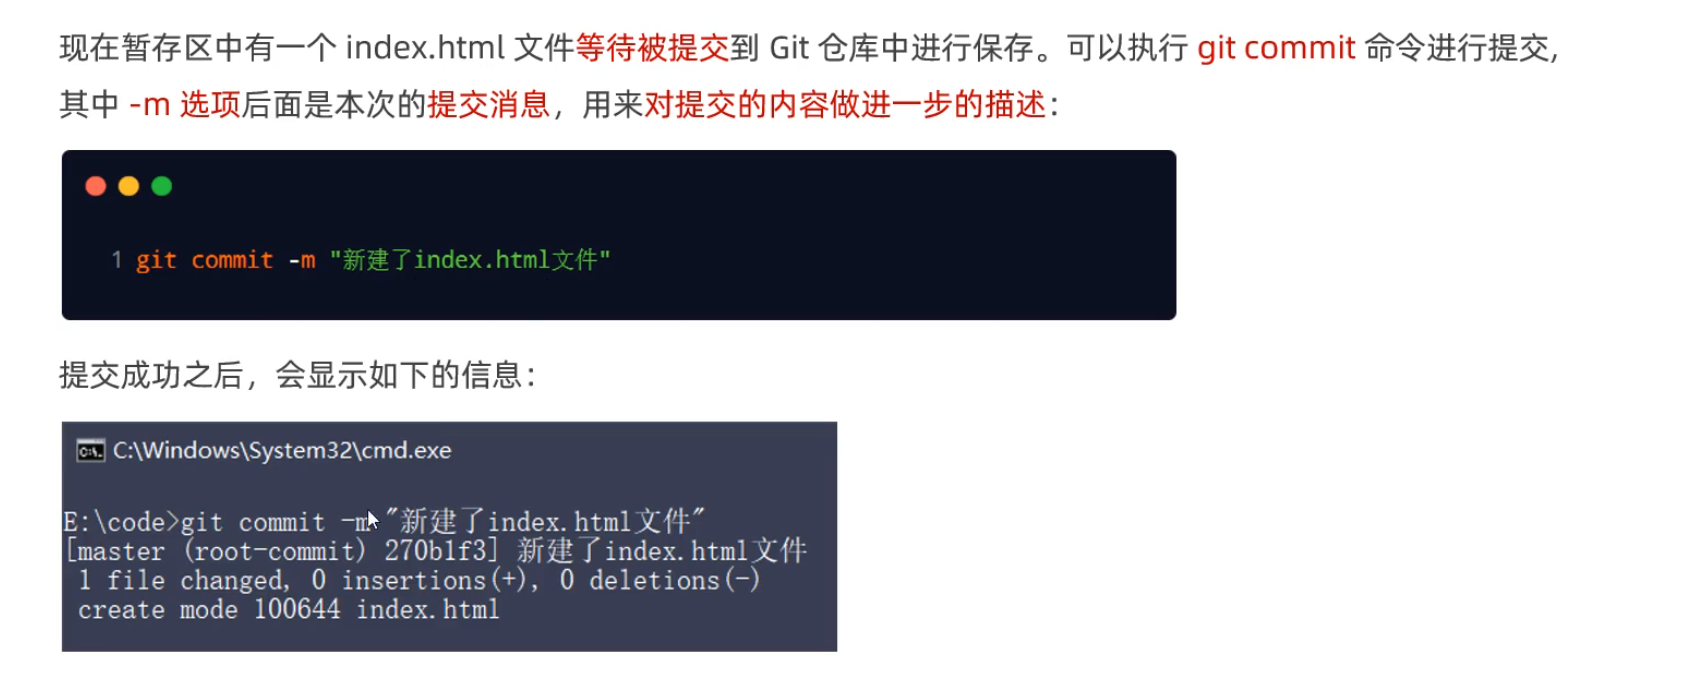 现在暂存区中有一个 index.html 文件等待被提交到 Git 仓库中进行保存。可以执行 git commit 命令进行提交,
其中 -m 选项后面是本次的提交消息，用来对提交的内容做进一步的描述：
1 git commit -m "新建了index.html文件"
提交成功之后，会显示如下的信息：
C:\Windows\System32\cmd.exe
E:\code>git commit -m "新建了index.html文件"
[master (root-commit) 270b1f3] 新建了index.html文件
1 file changed, 0 insertions(+), 0 deletions(-)
create mode 100644 index.html